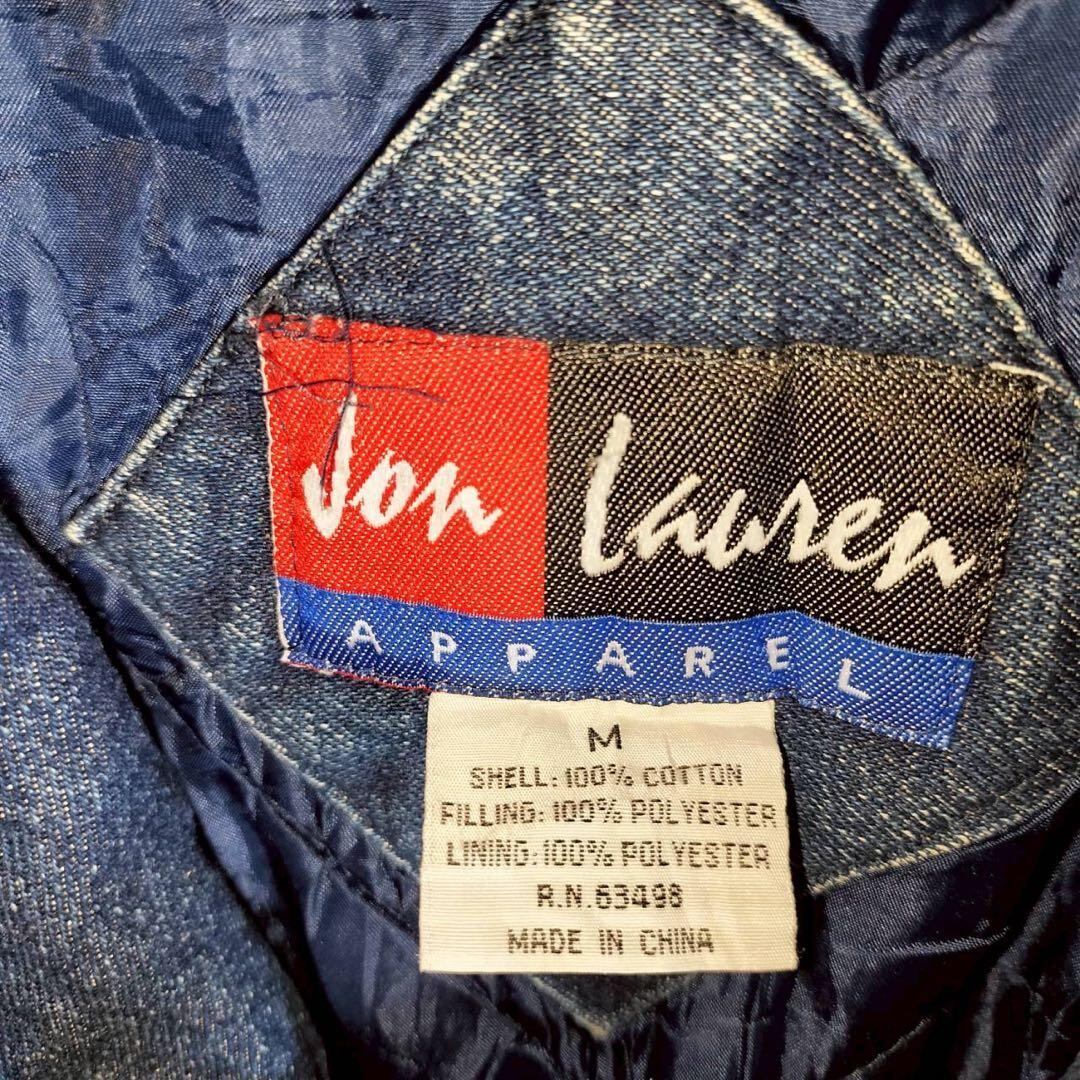 Jon Lauren
APPAREL
M
SHELL: 100% COTTON
FILLING: 100% POLYESTER
LINING: 100% POLYESTER
R.N. 63498
MADE IN CHINA